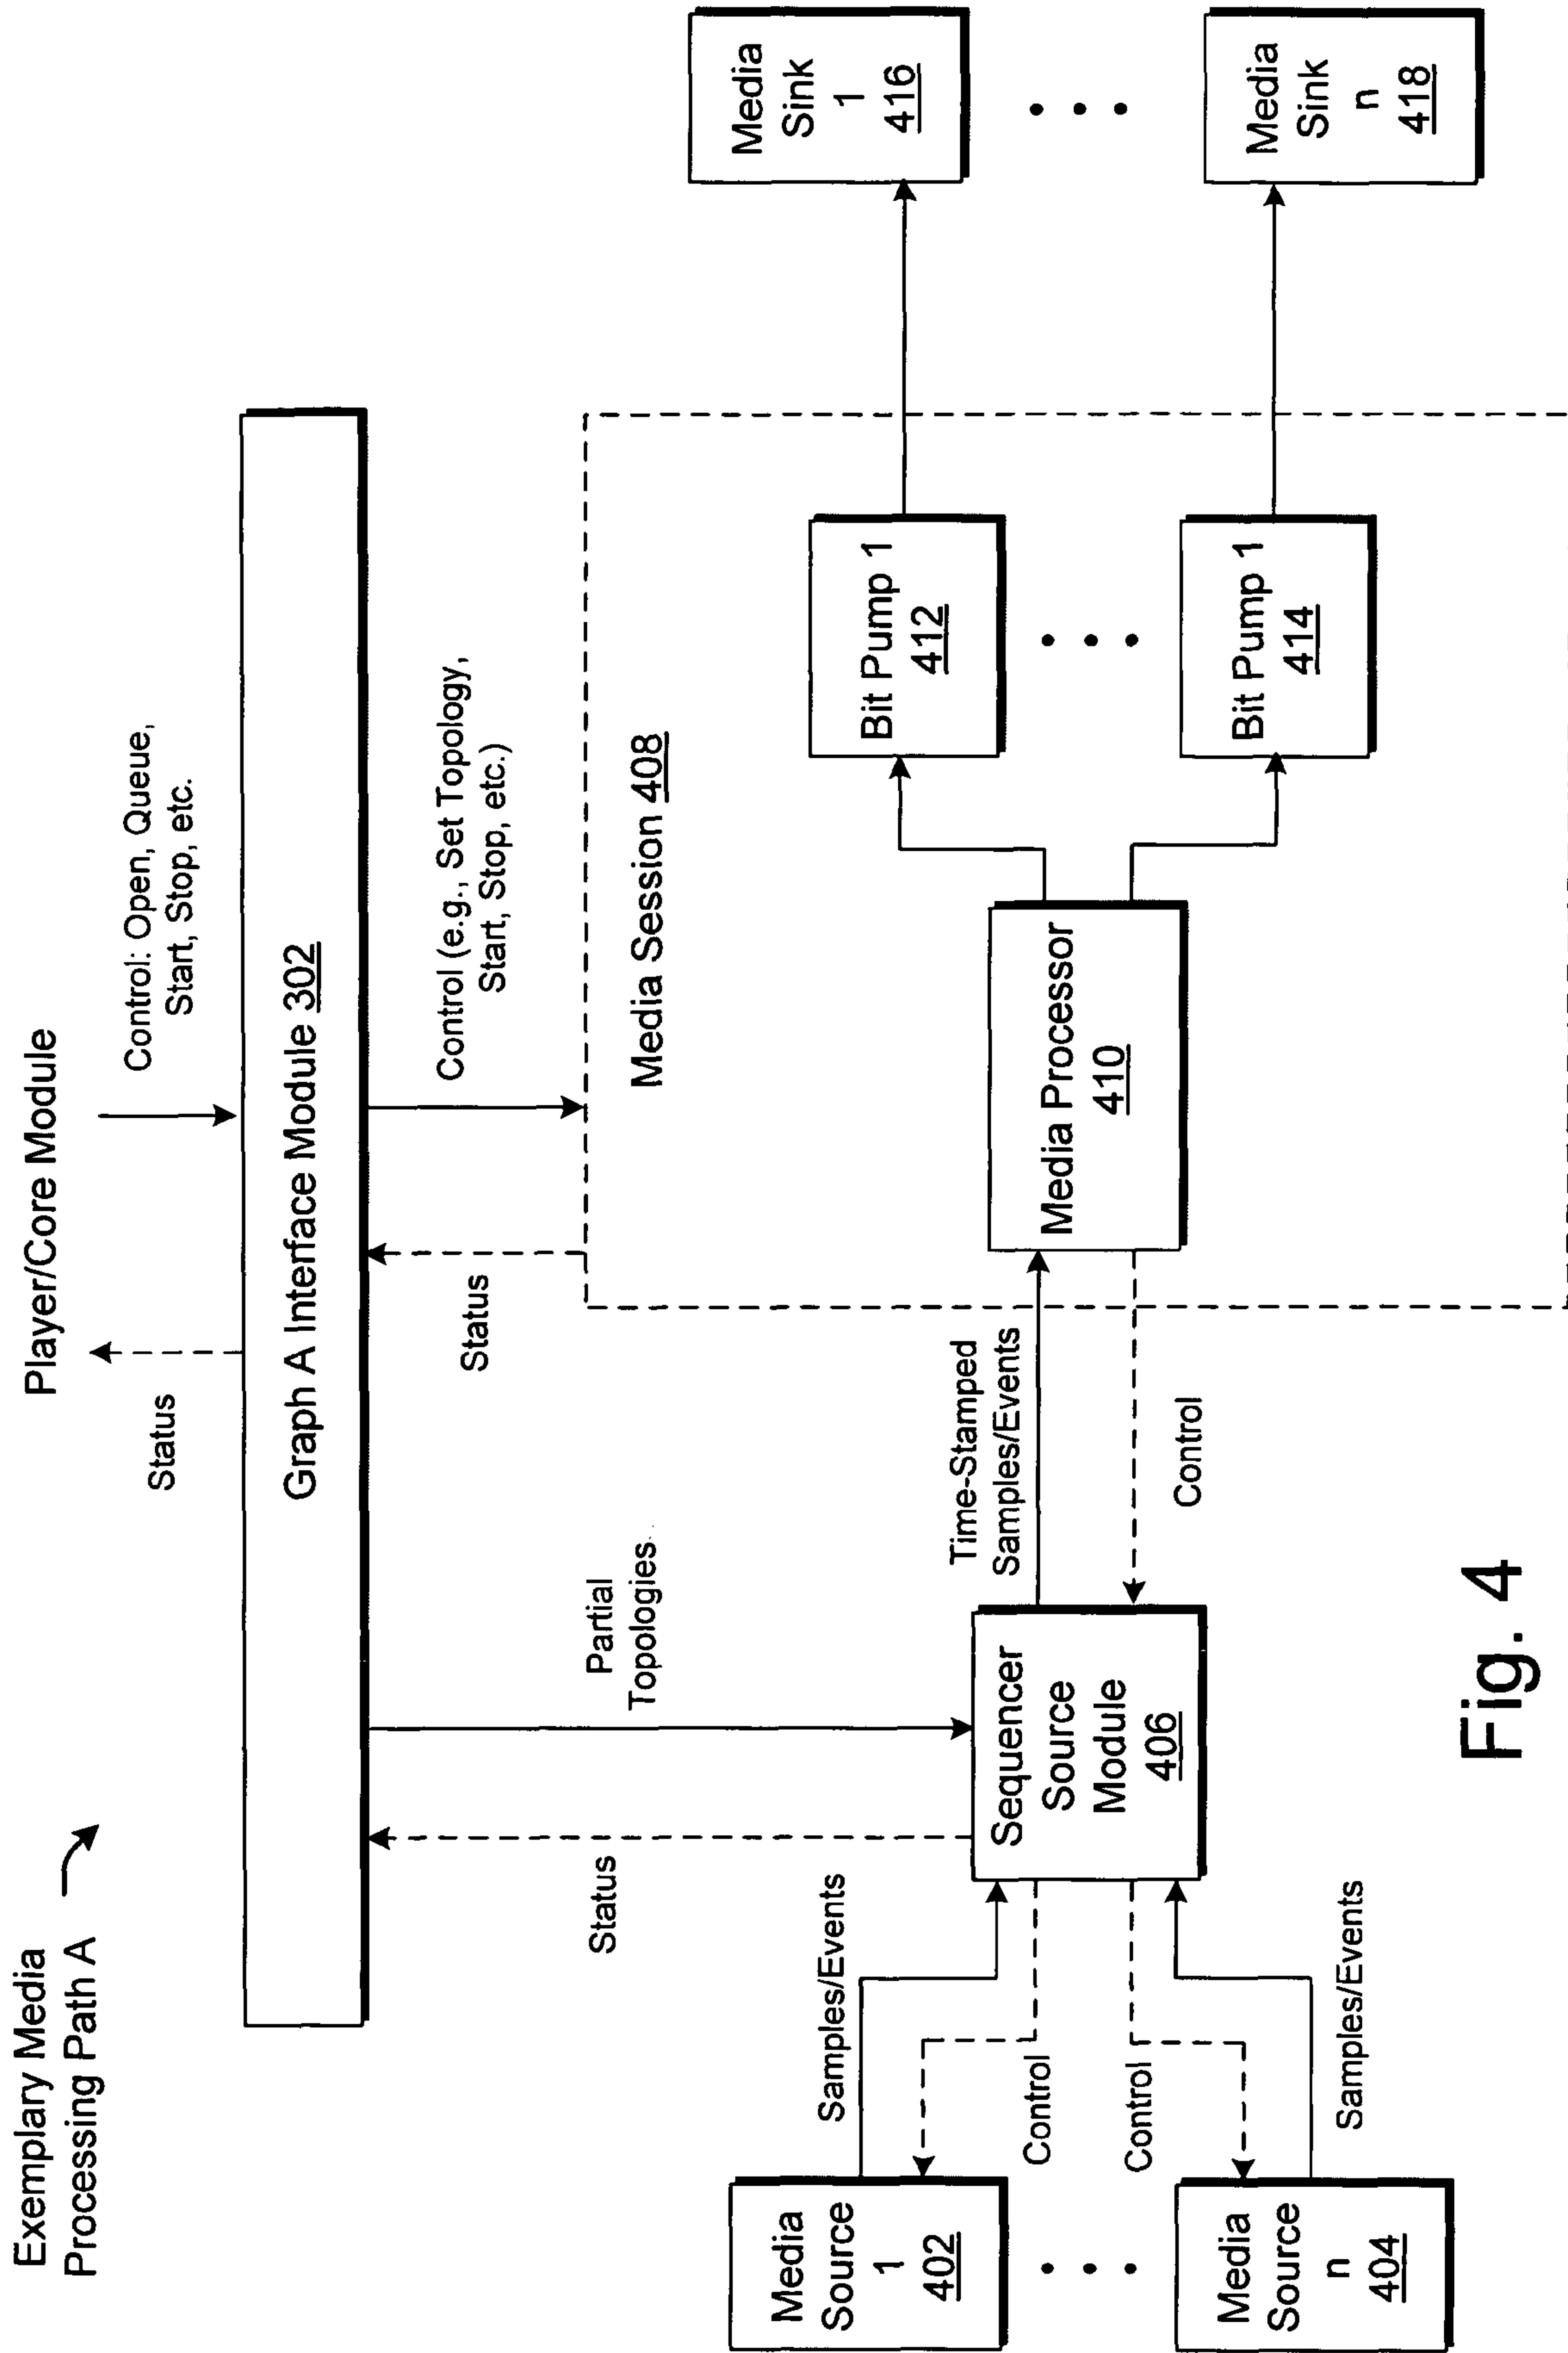 Exemplary Media
Processing Path A
Player/Core Module
Status
Control: Open, Queue,
Start, Stop, etc.
Graph A Interface Module 302
Status
Partial
Topologies
Status
Control (e.g., Set Topology,
Start, Stop, etc.)
Media Session 408
Media
Source
1
402
Samples/Events
Control
Control
Samples/Events
Media
Source
n
404
Sequencer
Source
Module
406
Time-Stamped
Samples/Events
Control
Media Processor
410
Bit Pump 1
412
Bit Pump 1
414
Media
Sink
1
416
Media
Sink
n
418
Fig. 4